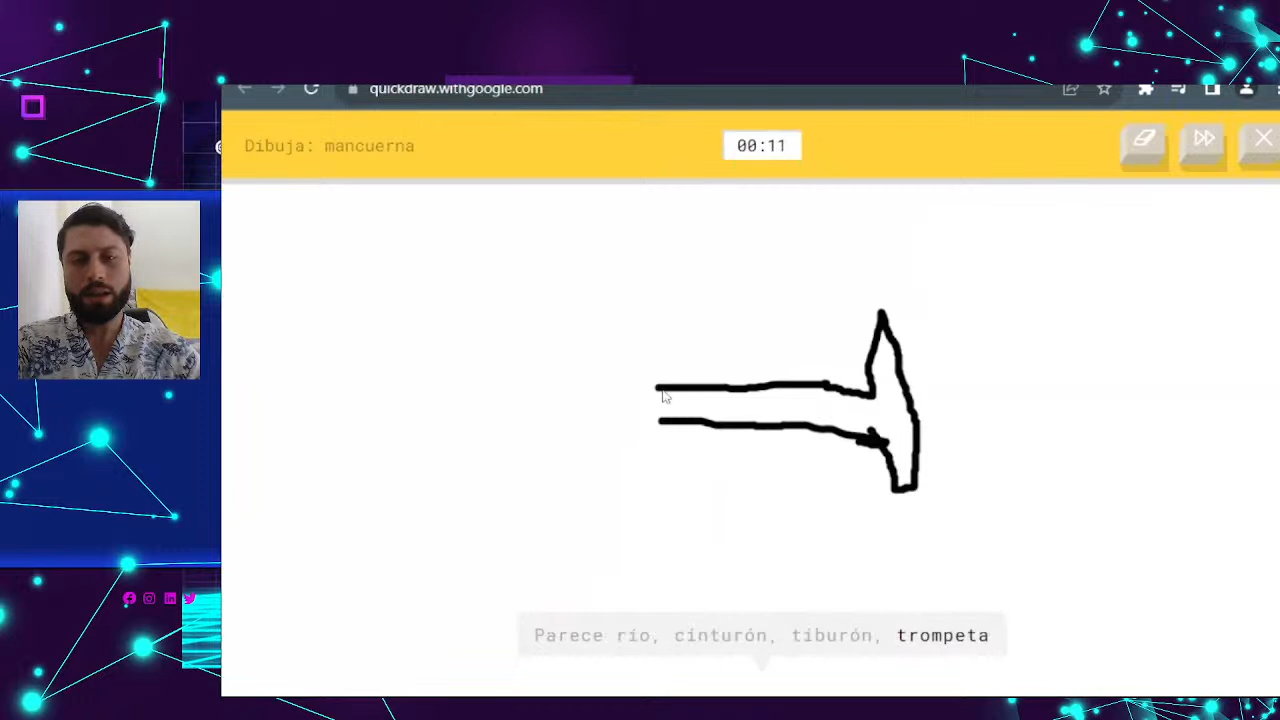 quickdraw.withgoogle.com
Dibuja: mancuerna
00:11
Parece río, cinturón, tiburón, trompeta